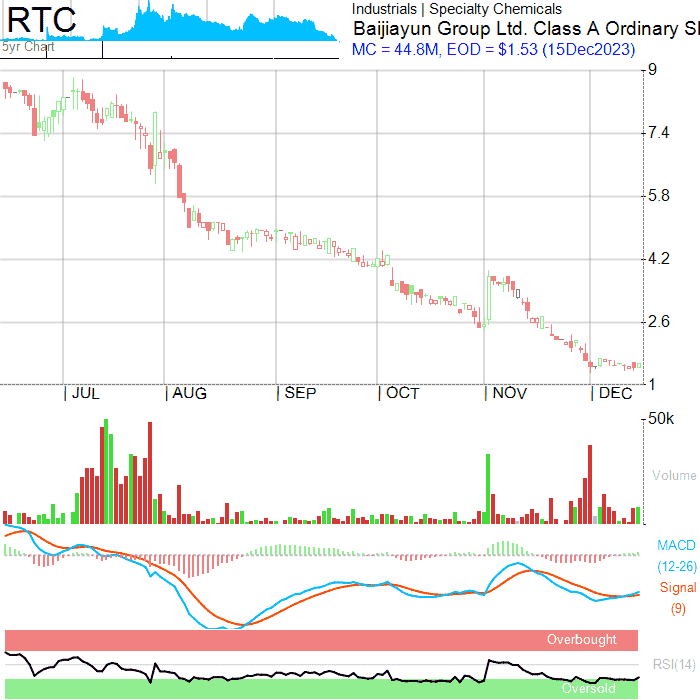 RTC
5yr Chart
Industrials | Specialty Chemicals
Baijiayun Group Ltd. Class A Ordinary S
MC = 44.8M, EOD = $1.53 (15Dec2023)
9
7.4
5.8
4.2
2.6
1
JUL AUG SEP OCT NOV DEC
50k
Volume
MACD
(12-26)
Signal
(9)
Overbought
RSI(14)
Oversold